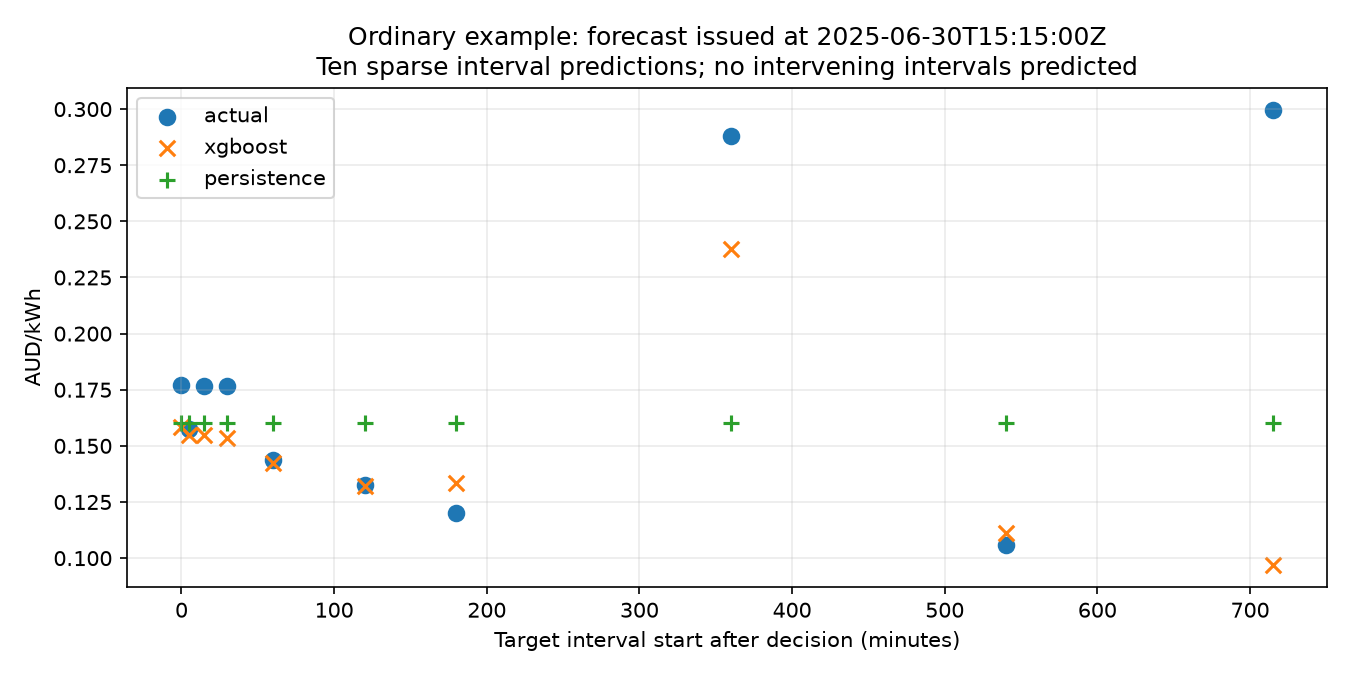 Ordinary example: forecast issued at 2025-06-30T15:15:00Z
Ten sparse interval predictions; no intervening intervals predicted
actual
xgboost
persistence
AUD/kWh
0.300
0.275
0.250
0.225
0.200
0.175
0.150
0.125
0.100
0 100 200 300 400 500 600 700
Target interval start after decision (minutes)